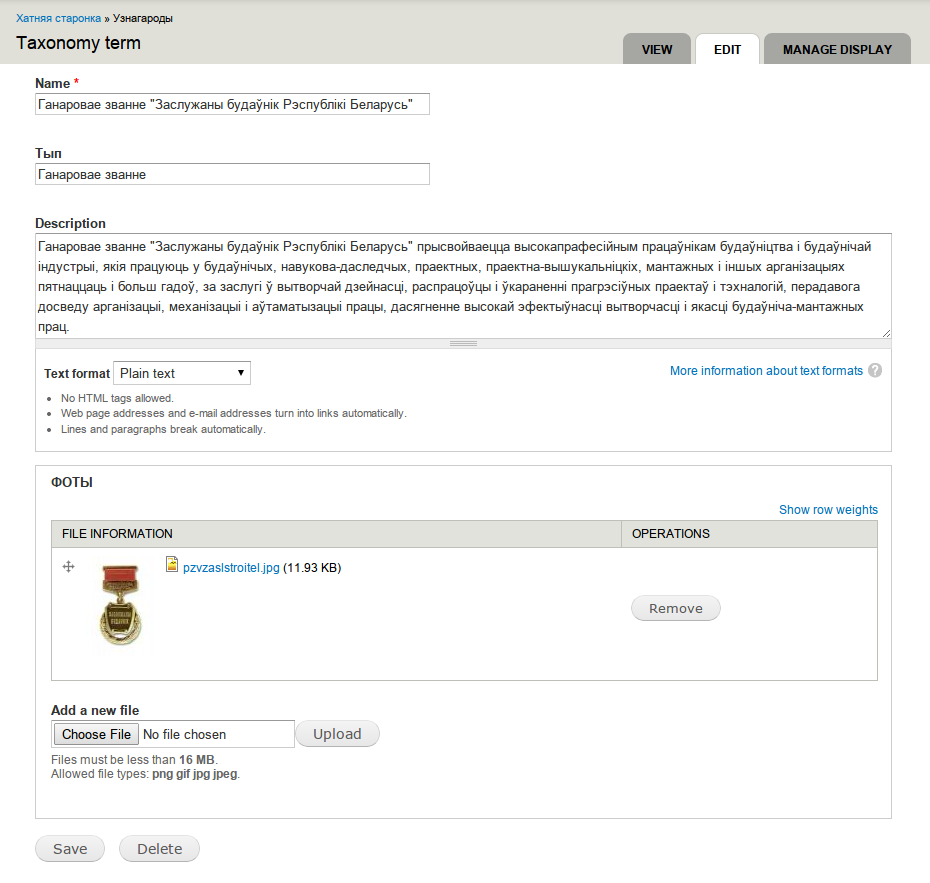 Хатняя старонка » Узнагароды
Taxonomy term
VIEW
EDIT
MANAGE DISPLAY
Name *
Ганаровае званне "Заслужаны будаўнік Рэспублікі Беларусь"
Тып
Ганаровае званне
Description
Ганаровае званне "Заслужаны будаўнік Рэспублікі Беларусь" прысвойваецца высокапрафесійным працаўнікам будаўніцтва і будаўнічай
індустрыі, якія працуюць у будаўнічых, навукова-даследчых, праектных, праектна-вышукальніцкіх, мантажных і іншых арганізацыях
пятнаццаць і больш гадоў, за заслугі ў вытворчай дзейнасці, распрацоўцы і ўкараненні прагрэсіўных праектаў і тэхналогій, перадавога
досведу арганізацыі, механізацыі і аўтаматызацыі працы, дасягненне высокай эфектыўнасці вытворчасці і якасці будаўніча-мантажных
прац.
Text format Plain text
More information about text formats ?
No HTML tags allowed.
Web page addresses and e-mail addresses turn into links automatically.
Lines and paragraphs break automatically.
ФОТЫ
Show row weights
FILE INFORMATION
OPERATIONS
pzvzaslstroitel.jpg (11.93 KB)
Remove
Add a new file
Choose File No file chosen
Upload
Files must be less than 16 MB.
Allowed file types: png gif jpg jpeg.
Save
Delete